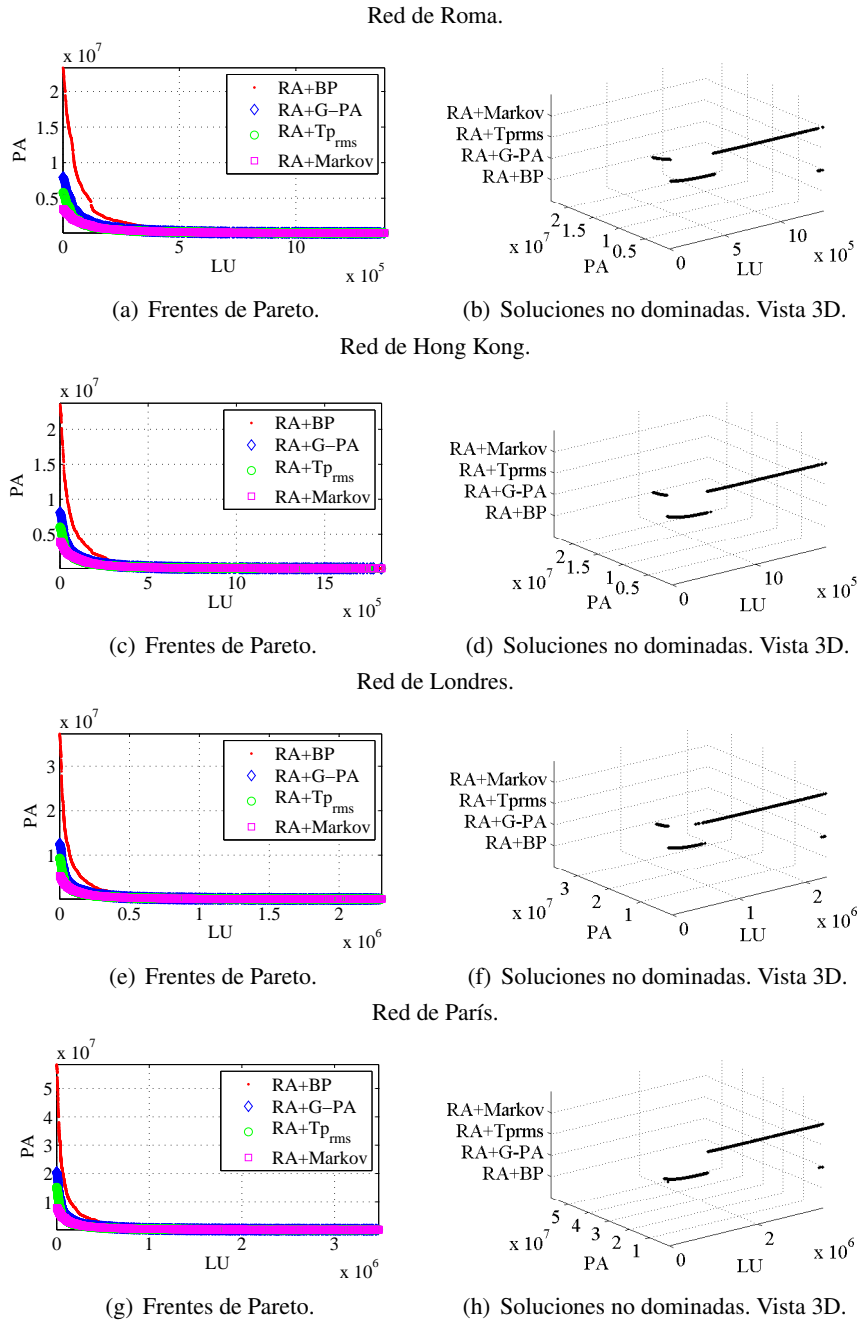 Red de Roma.
x 10^7
2
1.5
1
0.5
PA
RA+BP
RA+G–PA
RA+Tp_rms
RA+Markov
0
5
10
LU
x 10^5
RA+Markov
RA+Tprms
RA+G-PA
RA+BP
2
1.5
1
0.5
x 10^7
PA
0
5
10
LU
x 10^5
(a) Frentes de Pareto.
(b) Soluciones no dominadas. Vista 3D.
Red de Hong Kong.
x 10^7
2
1.5
1
0.5
PA
RA+BP
RA+G–PA
RA+Tp_rms
RA+Markov
0
5
10
15
LU
x 10^5
RA+Markov
RA+Tprms
RA+G-PA
RA+BP
2
1.5
1
0.5
x 10^7
PA
0
10
LU
x 10^5
(c) Frentes de Pareto.
(d) Soluciones no dominadas. Vista 3D.
Red de Londres.
x 10^7
3
2
1
PA
RA+BP
RA+G–PA
RA+Tp_rms
RA+Markov
0
0.5
1
1.5
2
LU
x 10^6
RA+Markov
RA+Tprms
RA+G-PA
RA+BP
3
2
1
x 10^7
PA
0
1
2
LU
x 10^6
(e) Frentes de Pareto.
(f) Soluciones no dominadas. Vista 3D.
Red de París.
x 10^7
5
4
3
2
1
PA
RA+BP
RA+G–PA
RA+Tp_rms
RA+Markov
0
1
2
3
LU
x 10^6
RA+Markov
RA+Tprms
RA+G-PA
RA+BP
5
4
3
2
1
x 10^7
PA
0
2
LU
x 10^6
(g) Frentes de Pareto.
(h) Soluciones no dominadas. Vista 3D.